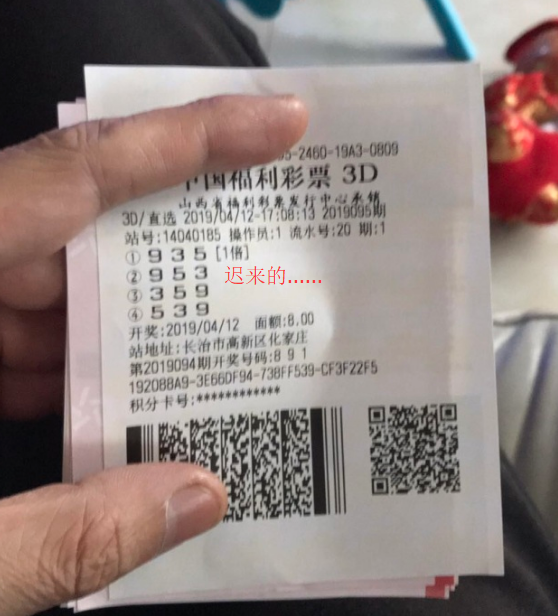 -2460-19A3-0809
中国福利彩票 3D
山西省福利彩票发行中心承销
3D/直选 2019/04/12-17:08:13 2019095期
站号:14040185 操作员:1 流水号:20 期:1
① 9 3 5 [1倍]
② 9 5 3
迟来的......
③ 3 5 9
④ 5 3 9
开奖:2019/04/12 面额:8.00
站地址:长治市高新区化家庄
第2019094期开奖号码:8 9 1
192088A9-3E66DF94-738FF539-CF3F22F5
积分卡号:************